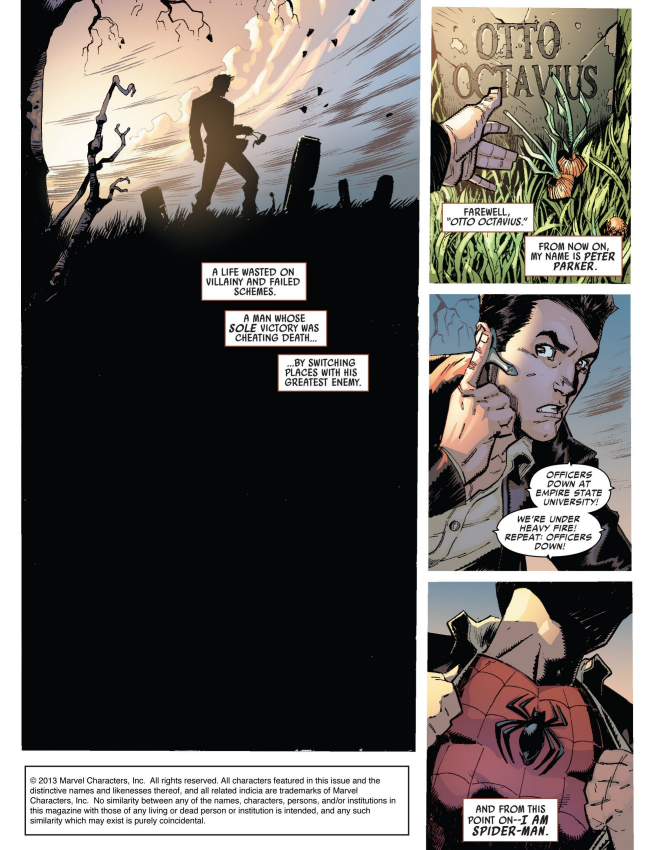 A LIFE WASTED ON
VILLAINY AND FAILED
SCHEMES.
A MAN WHOSE
SOLE VICTORY WAS
CHEATING DEATH...
...BY SWITCHING
PLACES WITH HIS
GREATEST ENEMY.
OTTO
OCTAVIUS
FAREWELL,
"OTTO OCTAVIUS."
FROM NOW ON,
MY NAME IS PETER
PARKER.
OFFICERS
DOWN AT
EMPIRE STATE
UNIVERSITY!
WE'RE UNDER
HEAVY FIRE!
REPEAT: OFFICERS
DOWN!
AND FROM THIS
POINT ON--I AM
SPIDER-MAN.
© 2013 Marvel Characters, Inc. All rights reserved. All characters featured in this issue and the
distinctive names and likenesses thereof, and all related indicia are trademarks of Marvel
Characters, Inc. No similarity between any of the names, characters, persons, and/or institutions in
this magazine with those of any living or dead person or institution is intended, and any such
similarity which may exist is purely coincidental.